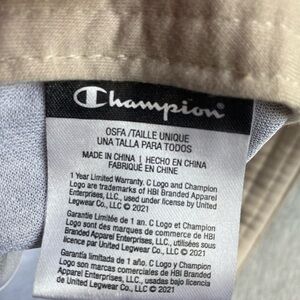 Champion
OSFA/TAILLE UNIQUE
UNA TALLA PARA TODOS
MADE IN CHINA | HECHO EN CHINA
FABRIQUÉ EN CHINE
1 Year Limited Warranty. C Logo and Champion
Logo are trademarks of HBI Branded Apparel
Enterprises, LLC, used under license by United
Legwear Co., LLC © 2021
Garantie Limitée de 1 an. C Logo et Champion
Logo sont des marques de commerce de HBI
Branded Apparel Enterprises, LLC, utilisées sous
licence par United Legwear Co., LLC © 2021
Garantía limitada de 1 año. C Logo y Champion
Logo son marcas comerciales de HBI Branded
Apparel Enterprises, LLC, usadas bajo
licencia de United Legwear Co., LLC © 2021